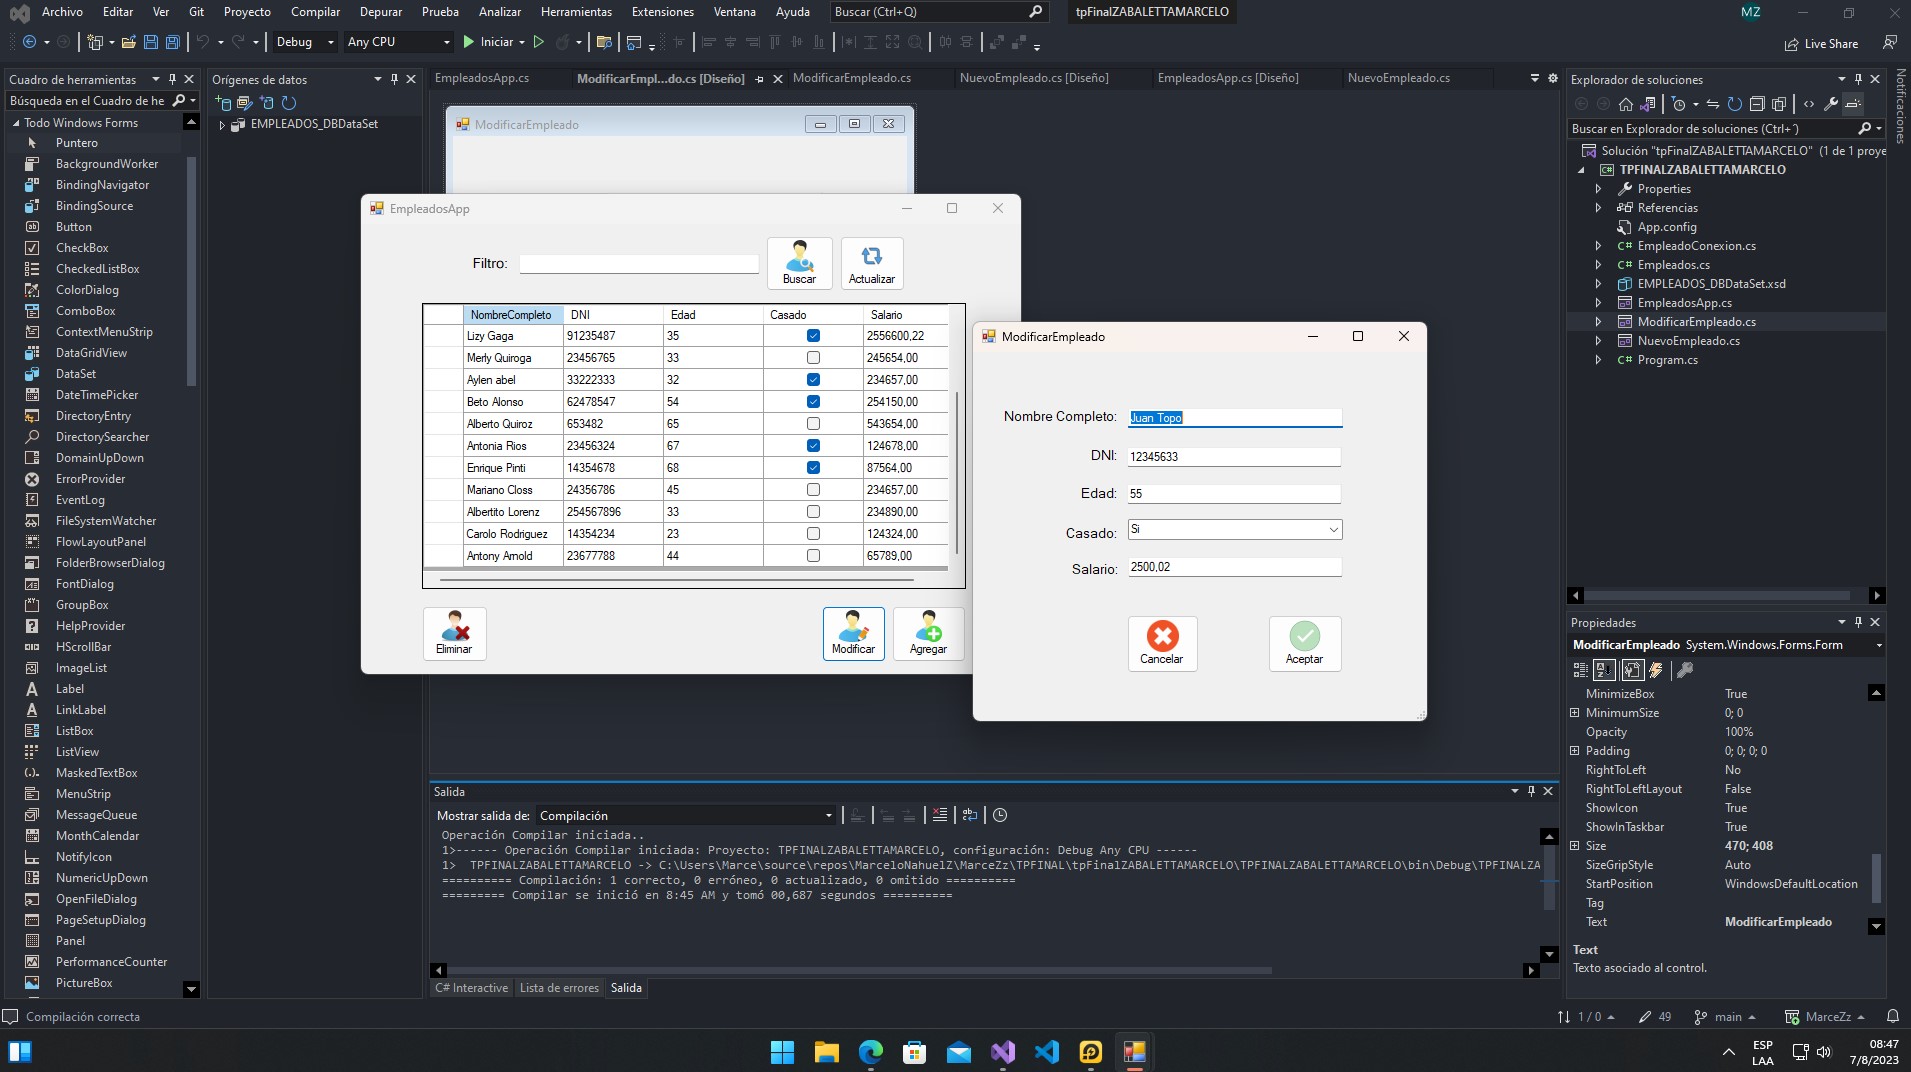 Archivo Editar Ver Git Proyecto Compilar Depurar Prueba Analizar Herramientas Extensiones Ventana Ayuda Buscar (Ctrl+Q) tpFinalZABALETTAMARCELO MZ
Debug Any CPU Iniciar Live Share
Cuadro de herramientas
Búsqueda en el Cuadro de he
Todo Windows Forms
Puntero
BackgroundWorker
BindingNavigator
BindingSource
Button
CheckBox
CheckedListBox
ColorDialog
ComboBox
ContextMenuStrip
DataGridView
DataSet
DateTimePicker
DirectoryEntry
DirectorySearcher
DomainUpDown
ErrorProvider
EventLog
FileSystemWatcher
FlowLayoutPanel
FolderBrowserDialog
FontDialog
GroupBox
HelpProvider
HScrollBar
ImageList
Label
LinkLabel
ListBox
ListView
MaskedTextBox
MenuStrip
MessageQueue
MonthCalendar
NotifyIcon
NumericUpDown
OpenFileDialog
PageSetupDialog
Panel
PerformanceCounter
PictureBox
Orígenes de datos
EMPLEADOS_DBDataSet
EmpleadosApp.cs ModificarEmpl...do.cs [Diseño] ModificarEmpleado.cs NuevoEmpleado.cs [Diseño] EmpleadosApp.cs [Diseño] NuevoEmpleado.cs
ModificarEmpleado
EmpleadosApp
Filtro: Buscar Actualizar
NombreCompleto DNI Edad Casado Salario
Lizy Gaga 91235487 35 2556600,22
Merly Quiroga 23456765 33 245654,00
Aylen abel 33222333 32 234657,00
Beto Alonso 62478547 54 254150,00
Alberto Quiroz 653482 65 543654,00
Antonia Rios 23456324 67 124678,00
Enrique Pinti 14354678 68 87564,00
Mariano Closs 24356786 45 234657,00
Albertito Lorenz 254567896 33 234890,00
Carolo Rodriguez 14354234 23 124324,00
Antony Arnold 23677788 44 65789,00
Eliminar Modificar Agregar
ModificarEmpleado
Nombre Completo: Juan Topo
DNI: 12345633
Edad: 55
Casado: Si
Salario: 2500,02
Cancelar Aceptar
Salida
Mostrar salida de: Compilación
Operación Compilar iniciada..
1>------ Operación Compilar iniciada: Proyecto: TPFINALZABALETTAMARCELO, configuración: Debug Any CPU ------
1>  TPFINALZABALETTAMARCELO -> C:\Users\Marce\source\repos\MarceloNahuelZ\MarceZz\TPFINAL\tpFinalZABALETTAMARCELO\TPFINALZABALETTAMARCELO\bin\Debug\TPFINALZA
========== Compilación: 1 correcto, 0 erróneo, 0 actualizado, 0 omitido ==========
========= Compilar se inició en 8:45 AM y tomó 00,687 segundos ==========
C# Interactive Lista de errores Salida
Explorador de soluciones
Buscar en Explorador de soluciones (Ctrl+´)
Solución "tpFinalZABALETTAMARCELO" (1 de 1 proye
TPFINALZABALETTAMARCELO
Properties
Referencias
App.config
EmpleadoConexion.cs
Empleados.cs
EMPLEADOS_DBDataSet.xsd
EmpleadosApp.cs
ModificarEmpleado.cs
NuevoEmpleado.cs
Program.cs
Notificaciones
Propiedades
ModificarEmpleado System.Windows.Forms.Form
MinimizeBox True
MinimumSize 0; 0
Opacity 100%
Padding 0; 0; 0; 0
RightToLeft No
RightToLeftLayout False
ShowIcon True
ShowInTaskbar True
Size 470; 408
SizeGripStyle Auto
StartPosition WindowsDefaultLocation
Tag
Text ModificarEmpleado
Text
Texto asociado al control.
Compilación correcta 1 / 0 49 main MarceZz
ESP
LAA
08:47
7/8/2023